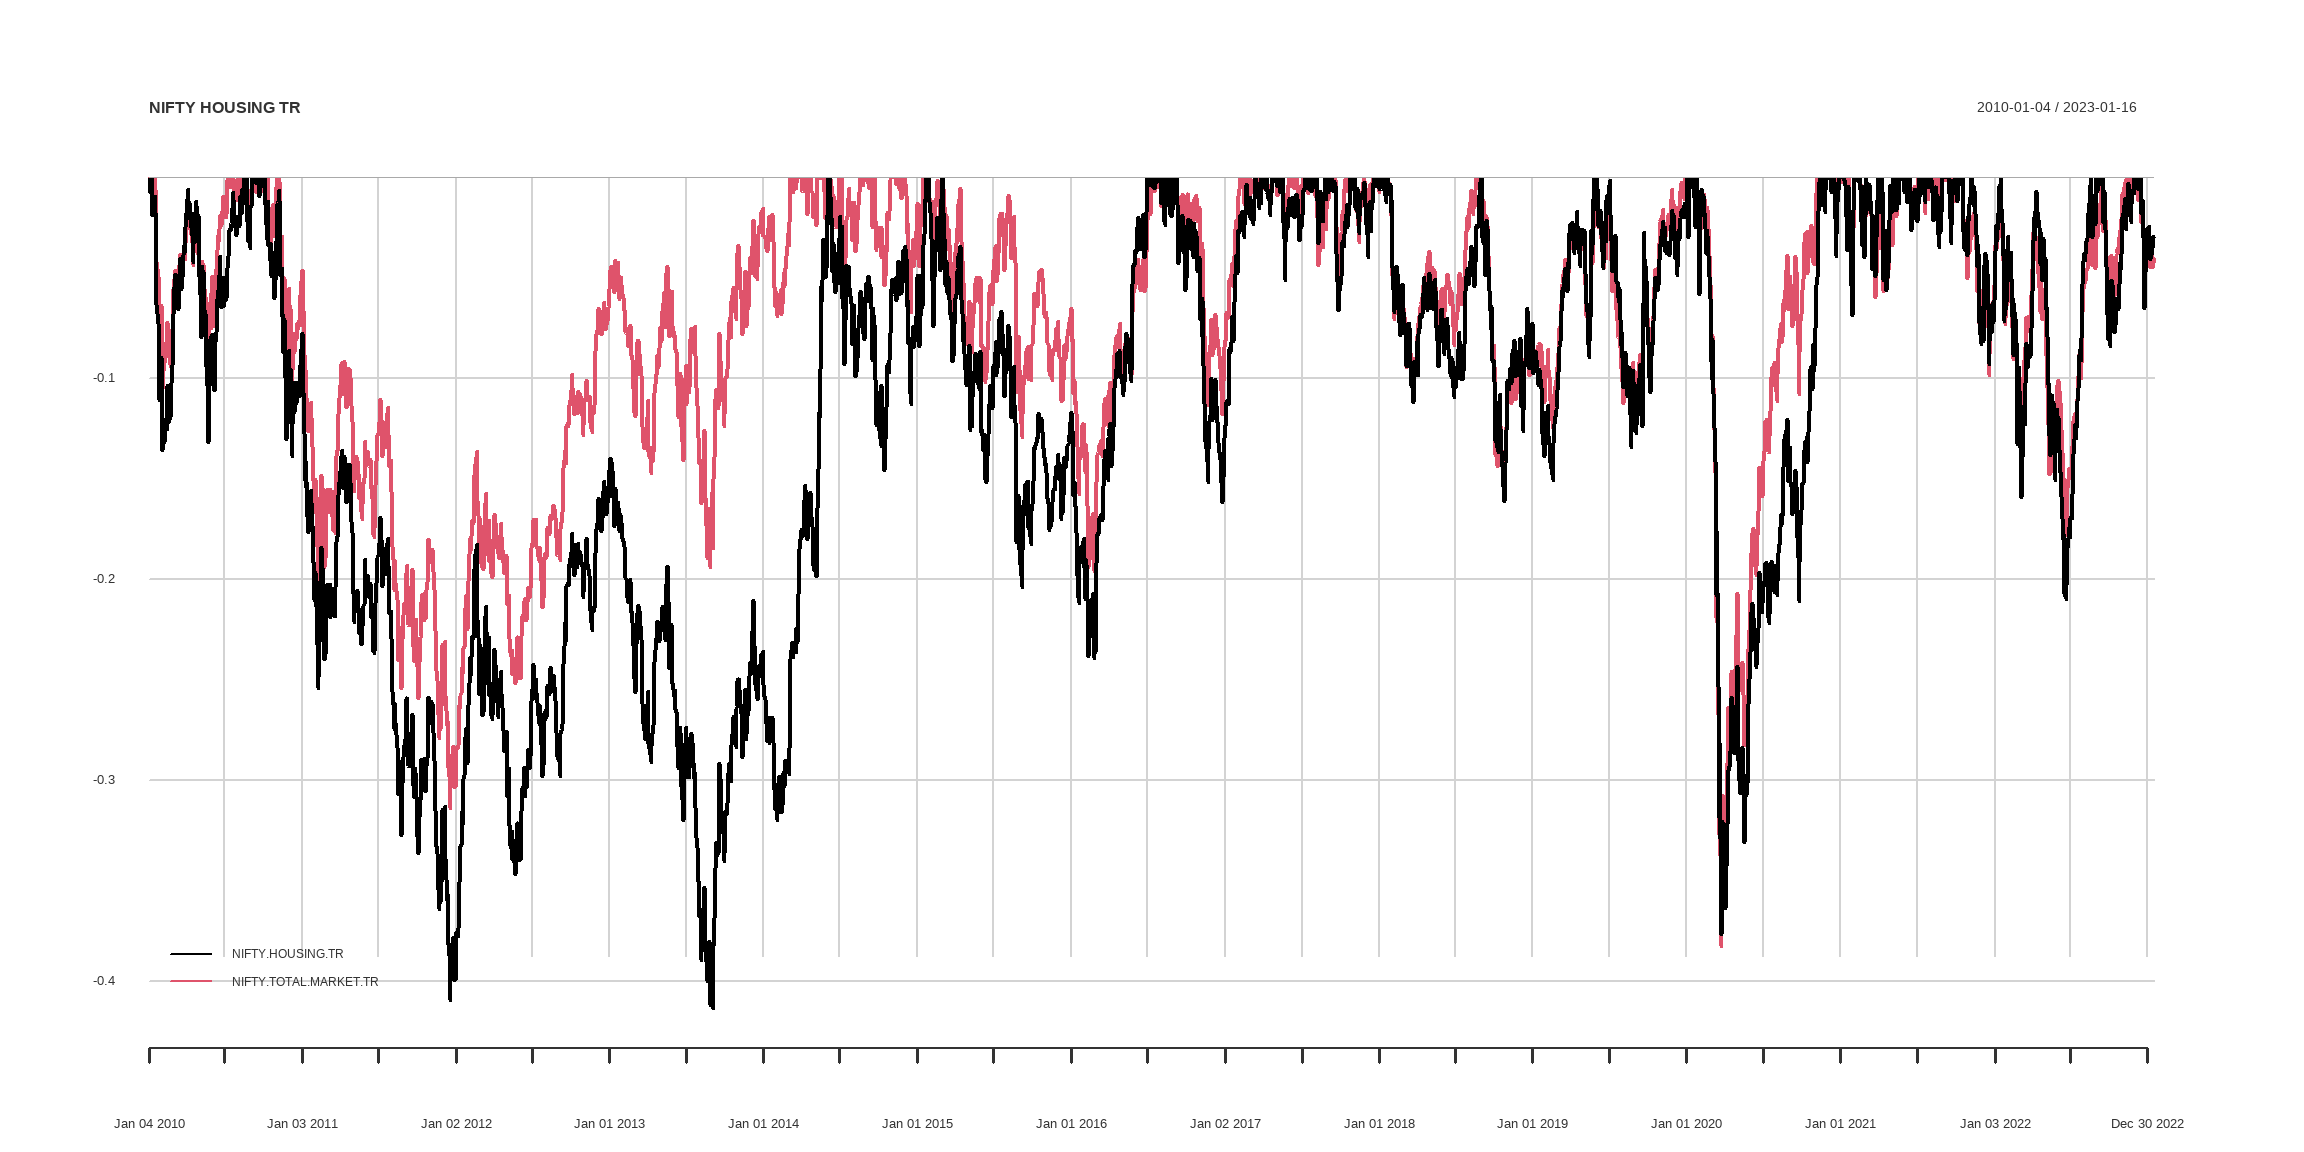 NIFTY HOUSING TR
2010-01-04 / 2023-01-16
-0.1
-0.2
-0.3
-0.4
NIFTY.HOUSING.TR
NIFTY.TOTAL.MARKET.TR
Jan 04 2010 Jan 03 2011 Jan 02 2012 Jan 01 2013 Jan 01 2014 Jan 01 2015 Jan 01 2016 Jan 02 2017 Jan 01 2018 Jan 01 2019 Jan 01 2020 Jan 01 2021 Jan 03 2022 Dec 30 2022